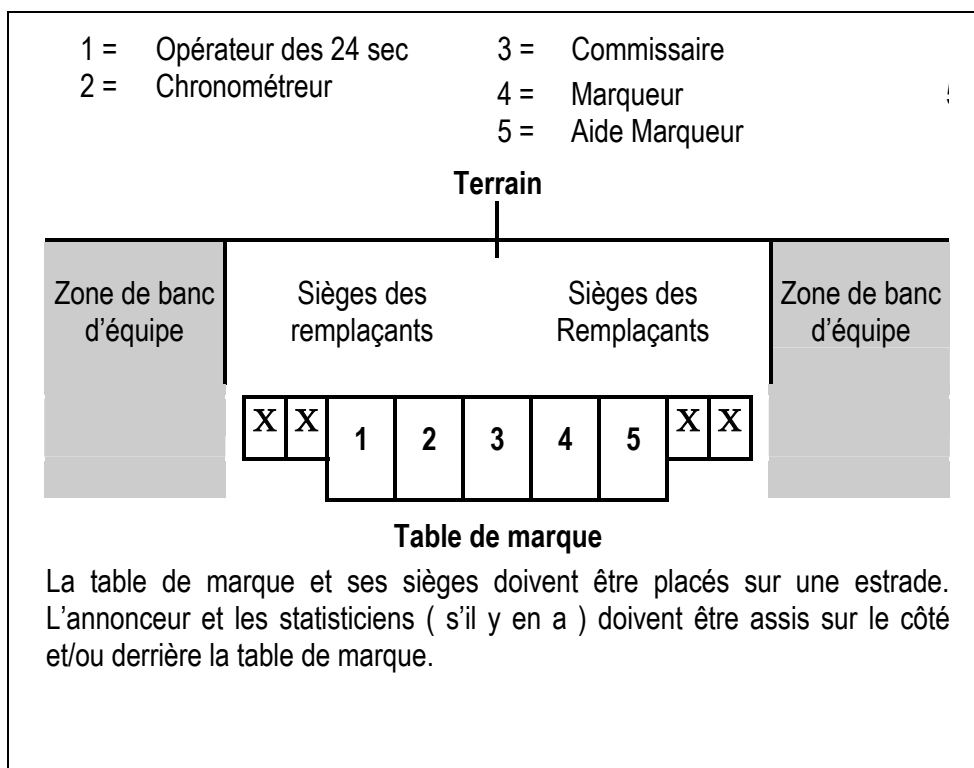 1 = Opérateur des 24 sec
2 = Chronométreur
3 = Commissaire
4 = Marqueur
5 = Aide Marqueur
Terrain
Zone de banc
d'équipe
Sièges des
remplaçants
Sièges des
Remplaçants
Zone de banc
d'équipe
X X 1 2 3 4 5 X X
Table de marque
La table de marque et ses sièges doivent être placés sur une estrade.
L'annonceur et les statisticiens ( s'il y en a ) doivent être assis sur le côté
et/ou derrière la table de marque.